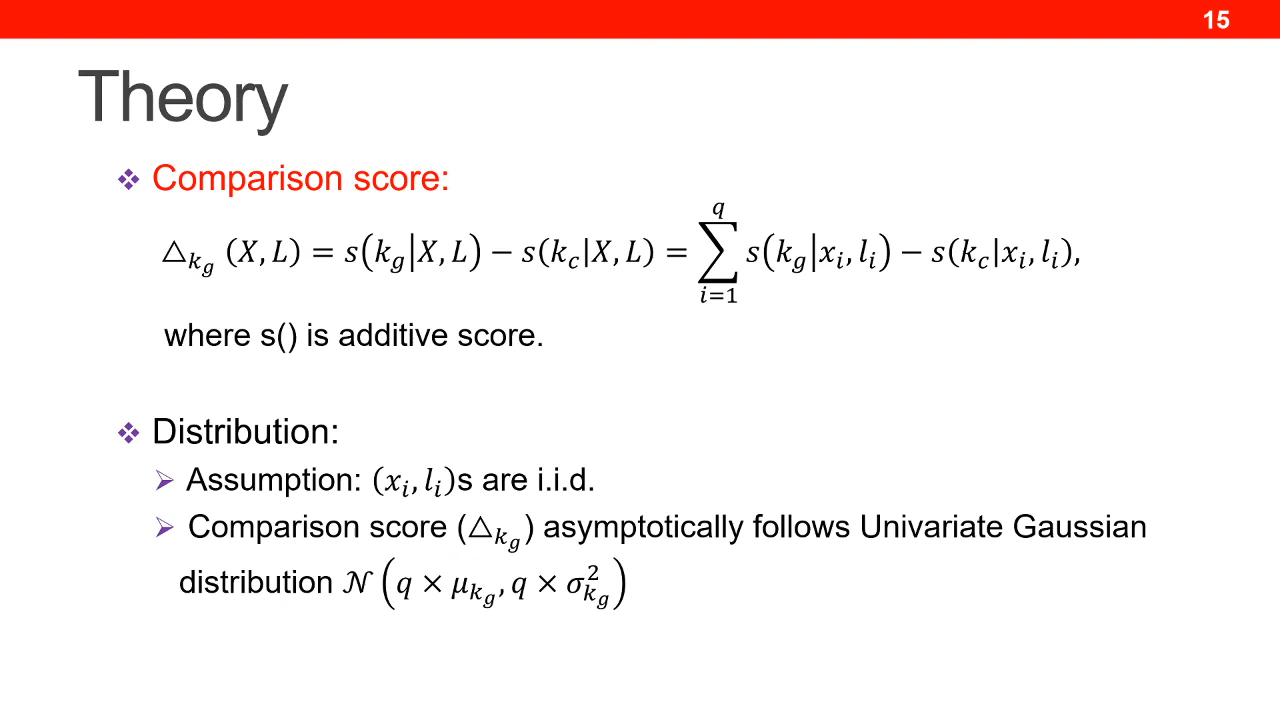 15
Theory
❖ Comparison score:
△_{k_g} (X, L) = s(k_g|X, L) − s(k_c|X, L) = ∑_{i=1}^{q} s(k_g|x_i, l_i) − s(k_c|x_i, l_i),
where s() is additive score.
❖ Distribution:
➢ Assumption: (x_i, l_i)s are i.i.d.
➢ Comparison score (△_{k_g}) asymptotically follows Univariate Gaussian
distribution 𝒩(q × μ_{k_g}, q × σ²_{k_g})